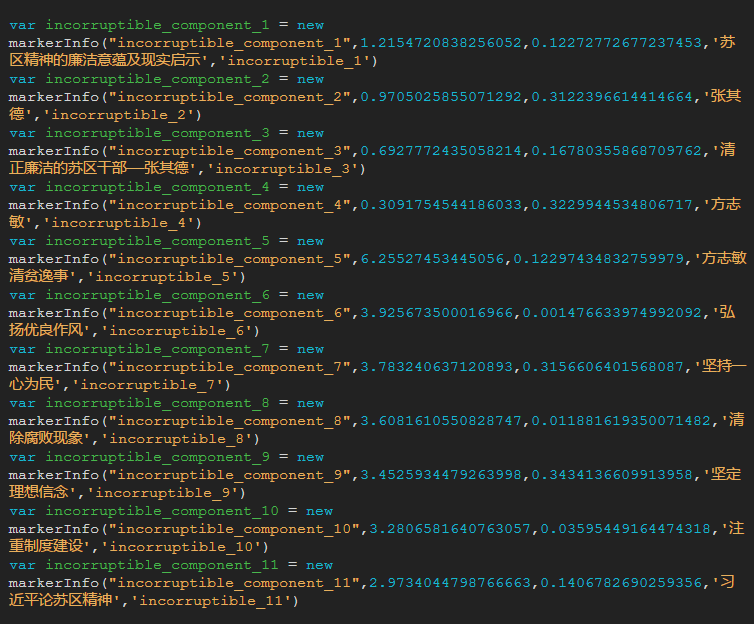 var incorruptible_component_1 = new
markerInfo("incorruptible_component_1",1.2154720838256052,0.12272772677237453,'苏
区精神的廉洁意蕴及现实启示','incorruptible_1')
var incorruptible_component_2 = new
markerInfo("incorruptible_component_2",0.9705025855071292,0.3122396614414664,'张其
德','incorruptible_2')
var incorruptible_component_3 = new
markerInfo("incorruptible_component_3",0.6927772435058214,0.16780355868709762,'清
正廉洁的苏区干部—张其德','incorruptible_3')
var incorruptible_component_4 = new
markerInfo("incorruptible_component_4",0.3091754544186033,0.3229944534806717,'方志
敏','incorruptible_4')
var incorruptible_component_5 = new
markerInfo("incorruptible_component_5",6.25527453445056,0.12297434832759979,'方志敏
清贫逸事','incorruptible_5')
var incorruptible_component_6 = new
markerInfo("incorruptible_component_6",3.925673500016966,0.001476633974992092,'弘
扬优良作风','incorruptible_6')
var incorruptible_component_7 = new
markerInfo("incorruptible_component_7",3.783240637120893,0.3156606401568087,'坚持一
心为民','incorruptible_7')
var incorruptible_component_8 = new
markerInfo("incorruptible_component_8",3.6081610550828747,0.011881619350071482,'清
除腐败现象','incorruptible_8')
var incorruptible_component_9 = new
markerInfo("incorruptible_component_9",3.4525934479263998,0.3434136609913958,'坚定
理想信念','incorruptible_9')
var incorruptible_component_10 = new
markerInfo("incorruptible_component_10",3.2806581640763057,0.03595449164474318,'注
重制度建设','incorruptible_10')
var incorruptible_component_11 = new
markerInfo("incorruptible_component_11",2.9734044798766663,0.1406782690259356,'习
近平论苏区精神','incorruptible_11')